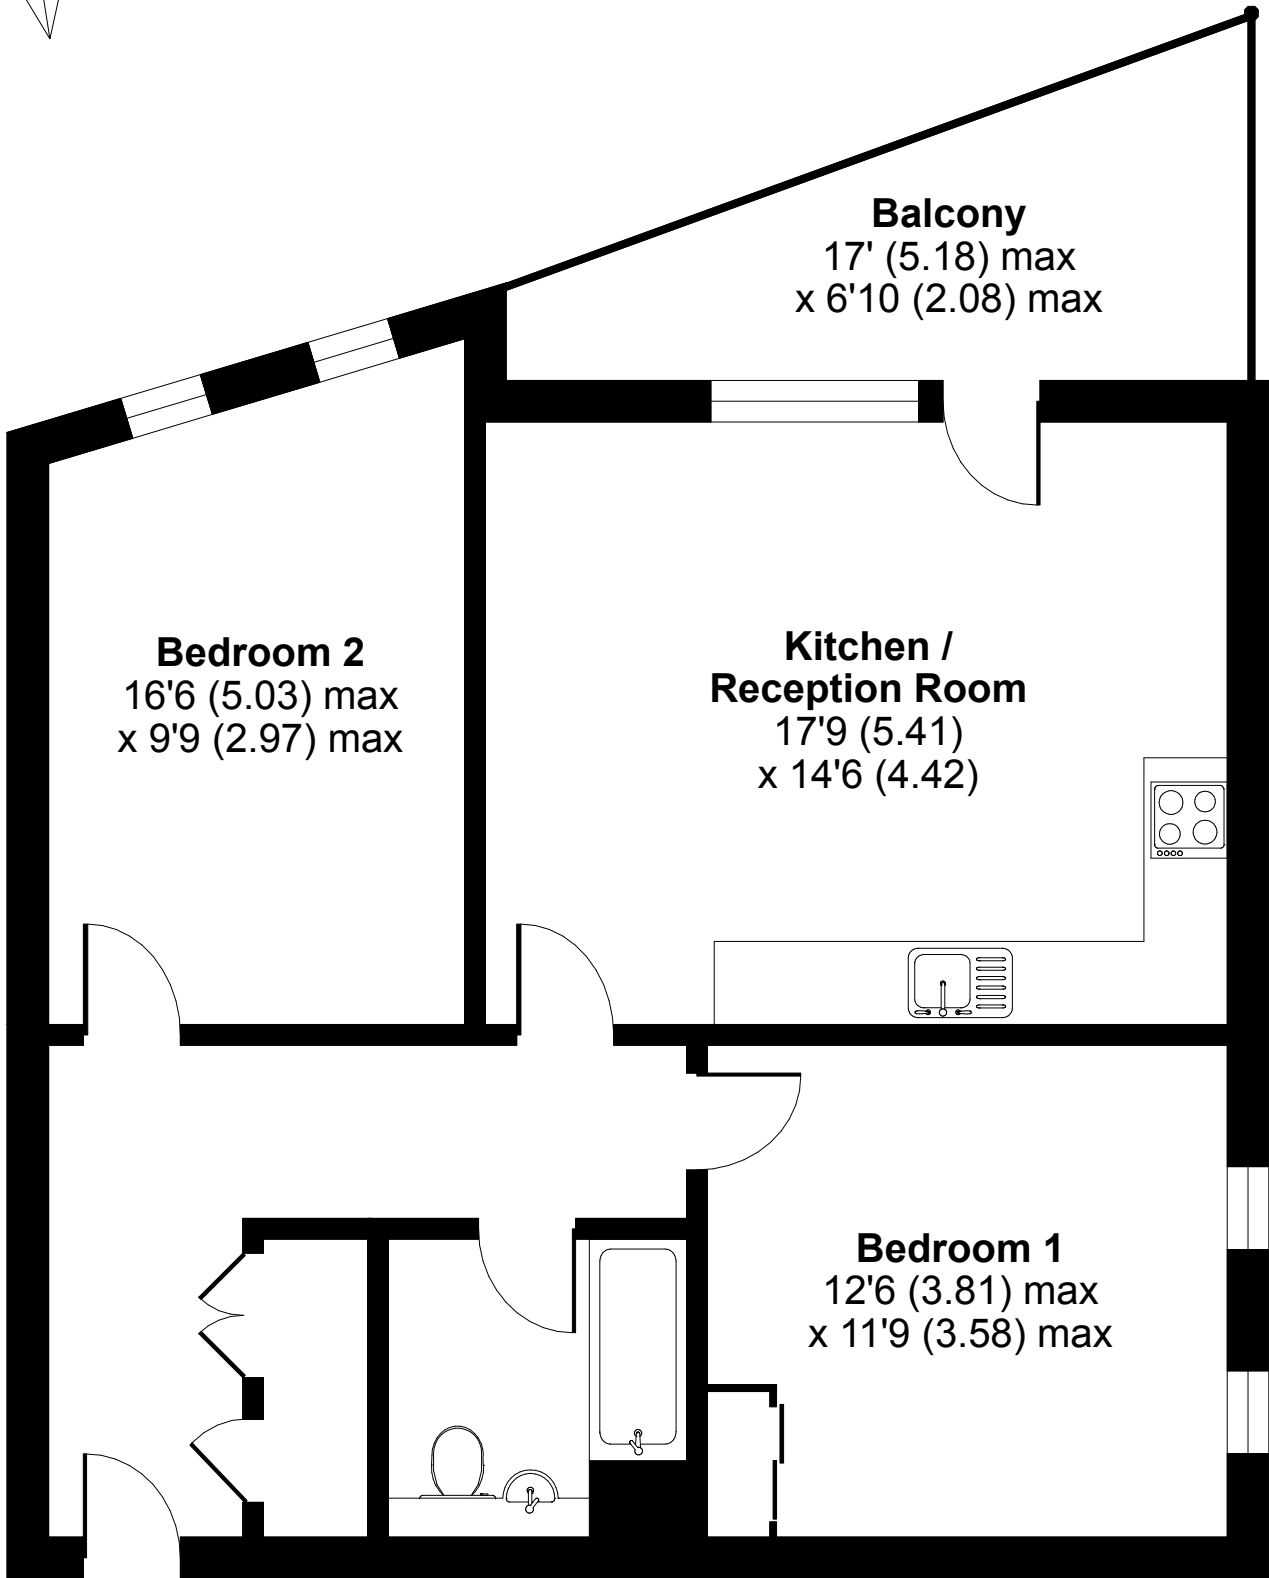 Balcony
17' (5.18) max
x 6'10 (2.08) max
Bedroom 2
16'6 (5.03) max
x 9'9 (2.97) max
Kitchen /
Reception Room
17'9 (5.41)
x 14'6 (4.42)
Bedroom 1
12'6 (3.81) max
x 11'9 (3.58) max